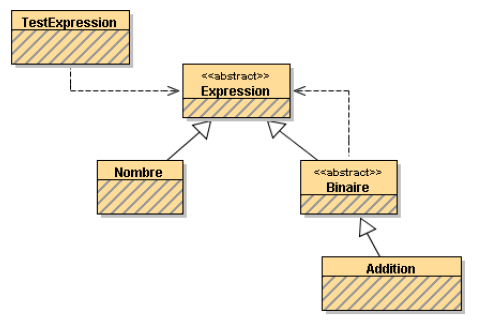 TestExpression
<<abstract>>
Expression
Nombre
<<abstract>>
Binaire
Addition